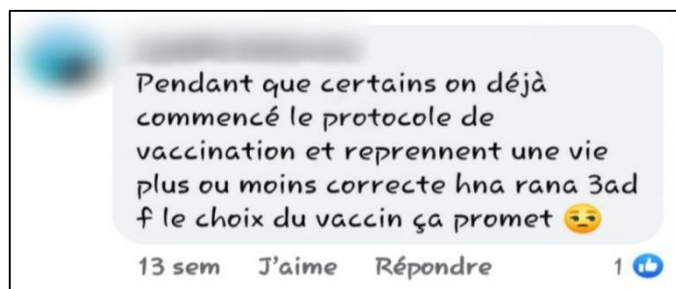 Pendant que certains on déjà
commencé le protocole de
vaccination et reprennent une vie
plus ou moins correcte hna rana 3ad
f le choix du vaccin ça promet 😒
13 sem J'aime Répondre 1